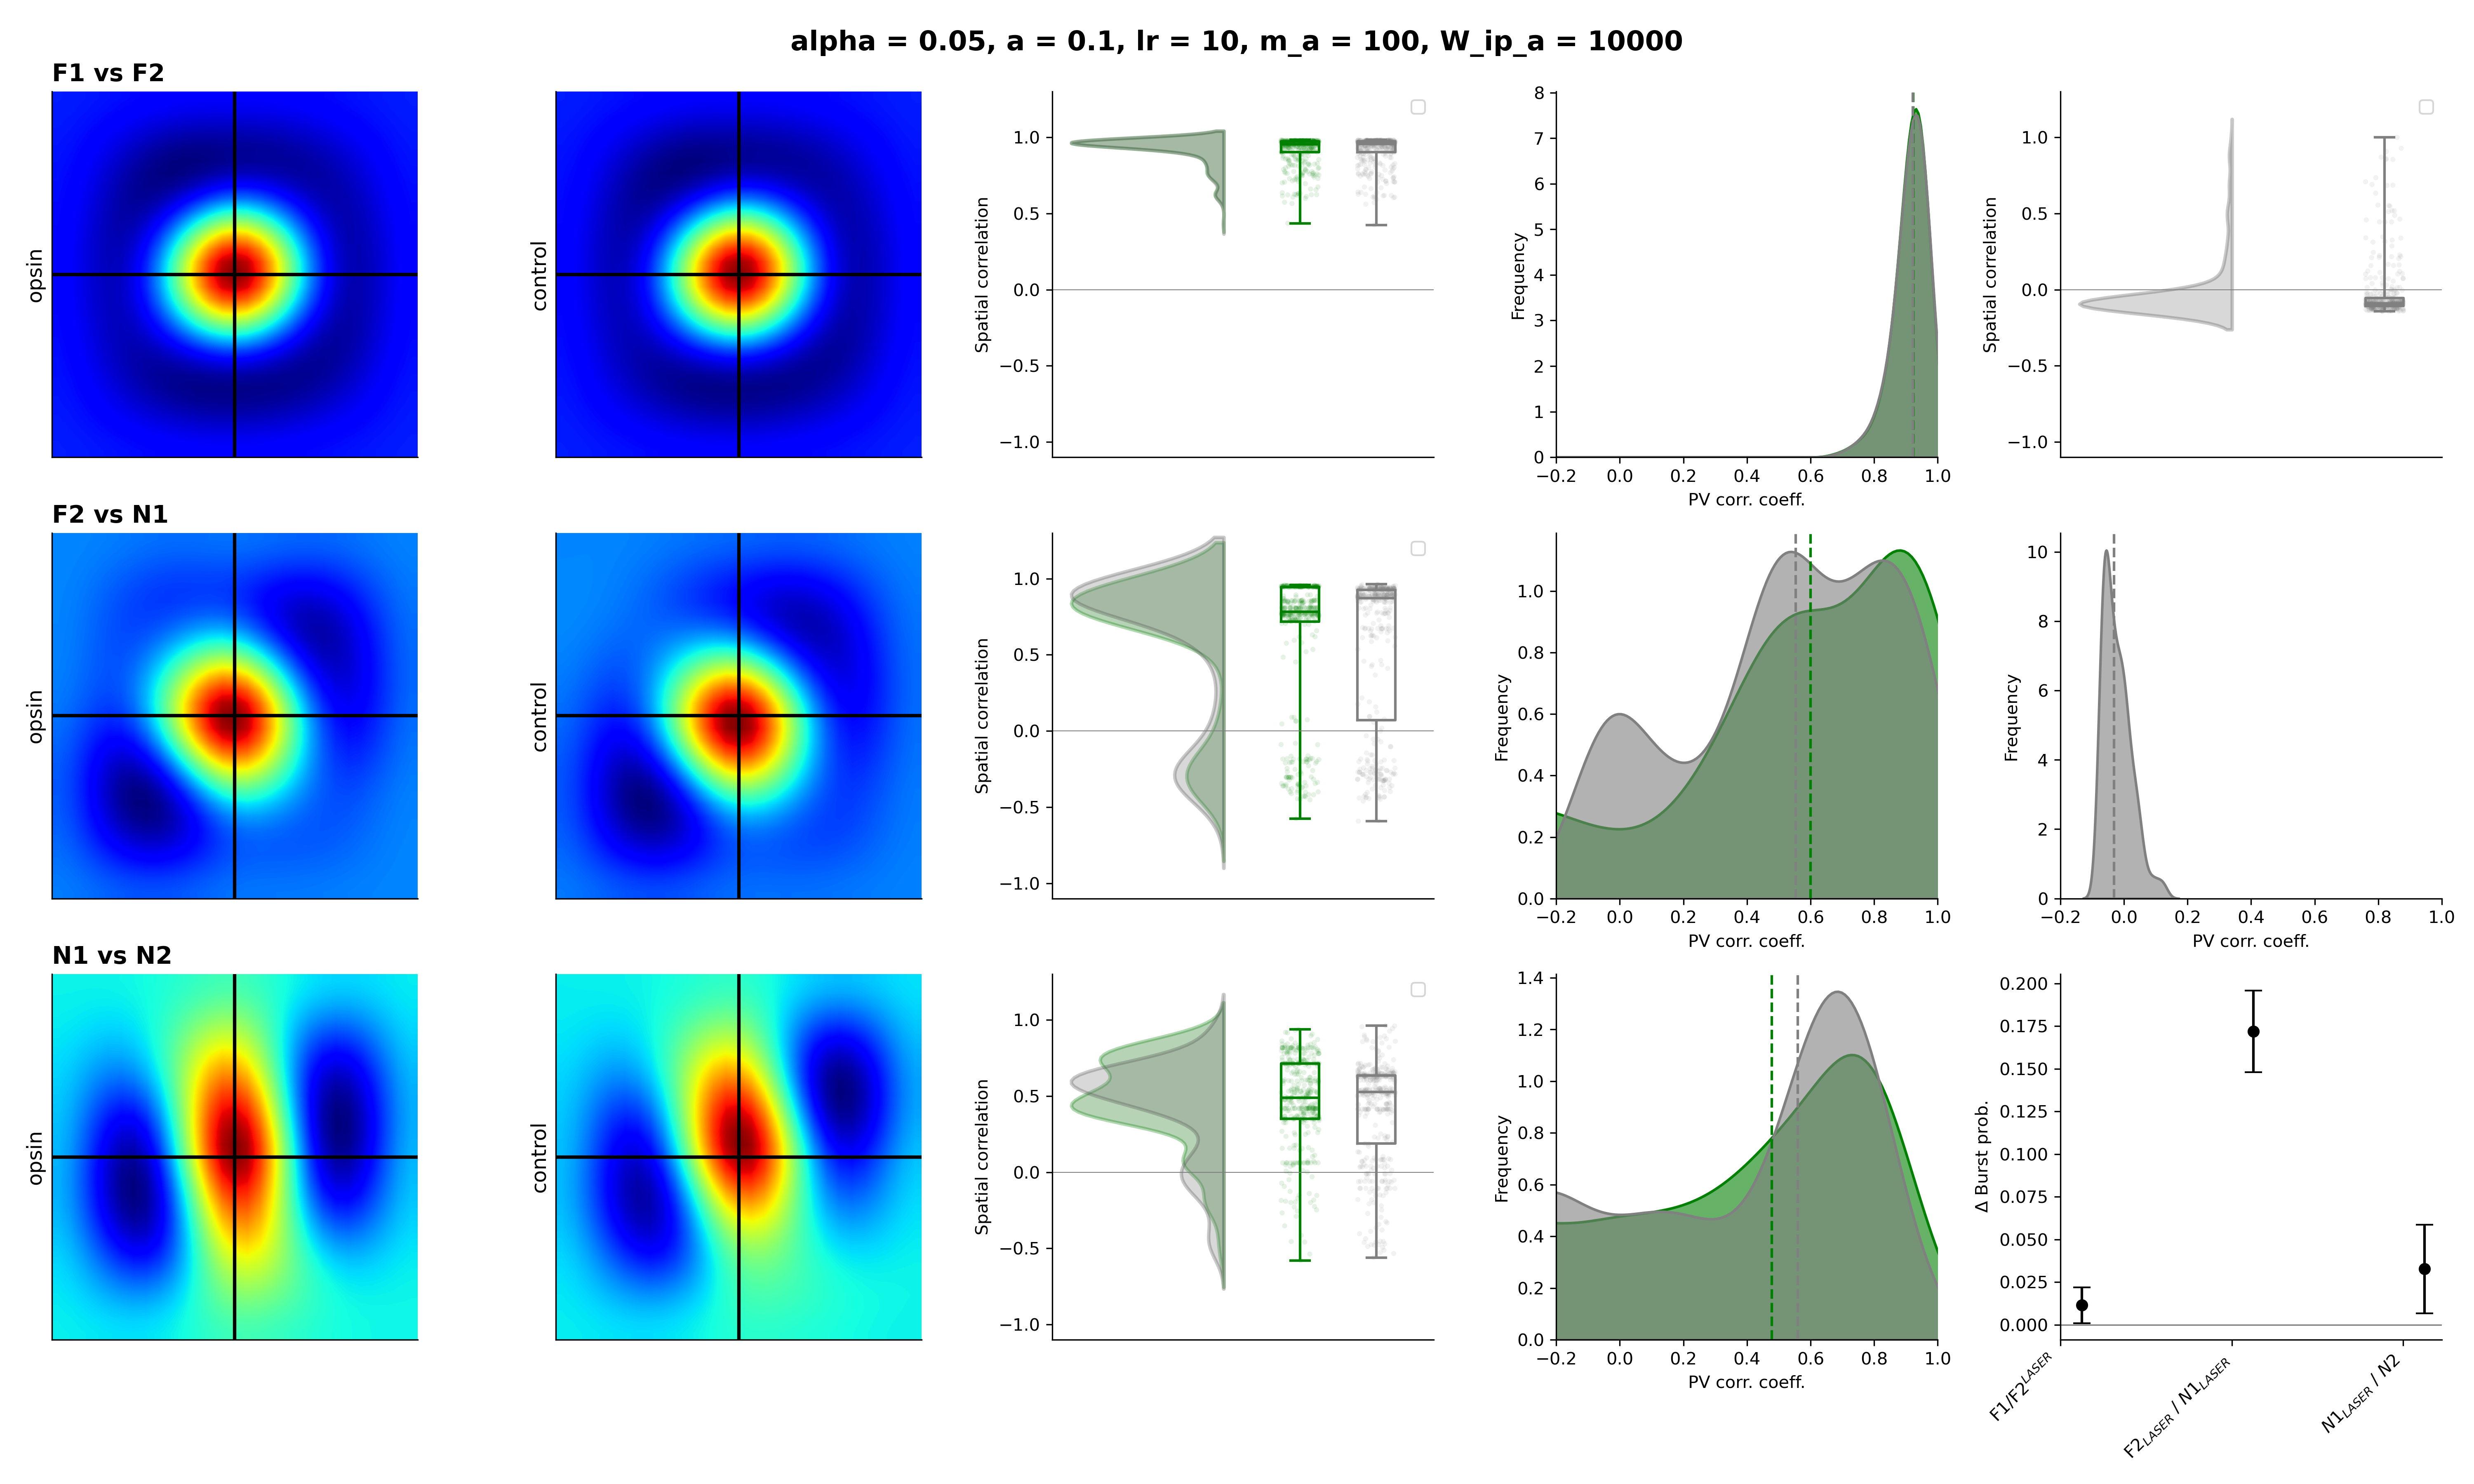 alpha = 0.05, a = 0.1, lr = 10, m_a = 100, W_ip_a = 10000
F1 vs F2
opsin
control
Spatial correlation
1.0
0.5
0.0
−0.5
−1.0
Frequency
8
7
6
5
4
3
2
1
0
−0.2 0.0 0.2 0.4 0.6 0.8 1.0
PV corr. coeff.
Spatial correlation
1.0
0.5
0.0
−0.5
−1.0
F2 vs N1
opsin
control
Spatial correlation
1.0
0.5
0.0
−0.5
−1.0
Frequency
1.0
0.8
0.6
0.4
0.2
0.0
−0.2 0.0 0.2 0.4 0.6 0.8 1.0
PV corr. coeff.
Frequency
10
8
6
4
2
0
−0.2 0.0 0.2 0.4 0.6 0.8 1.0
PV corr. coeff.
N1 vs N2
opsin
control
Spatial correlation
1.0
0.5
0.0
−0.5
−1.0
Frequency
1.4
1.2
1.0
0.8
0.6
0.4
0.2
0.0
−0.2 0.0 0.2 0.4 0.6 0.8 1.0
PV corr. coeff.
Δ Burst prob.
0.200
0.175
0.150
0.125
0.100
0.075
0.050
0.025
0.000
F1/F2^LASER
F2_LASER / N1_LASER
N1_LASER / N2